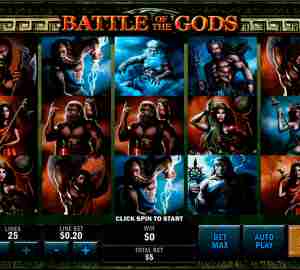 BATTLE OF THE GODS
CLICK SPIN TO START
LINES
25
LINE BET
$0.20
WIN
$0
TOTAL BET
$5
BET
MAX
AUTO
PLAY